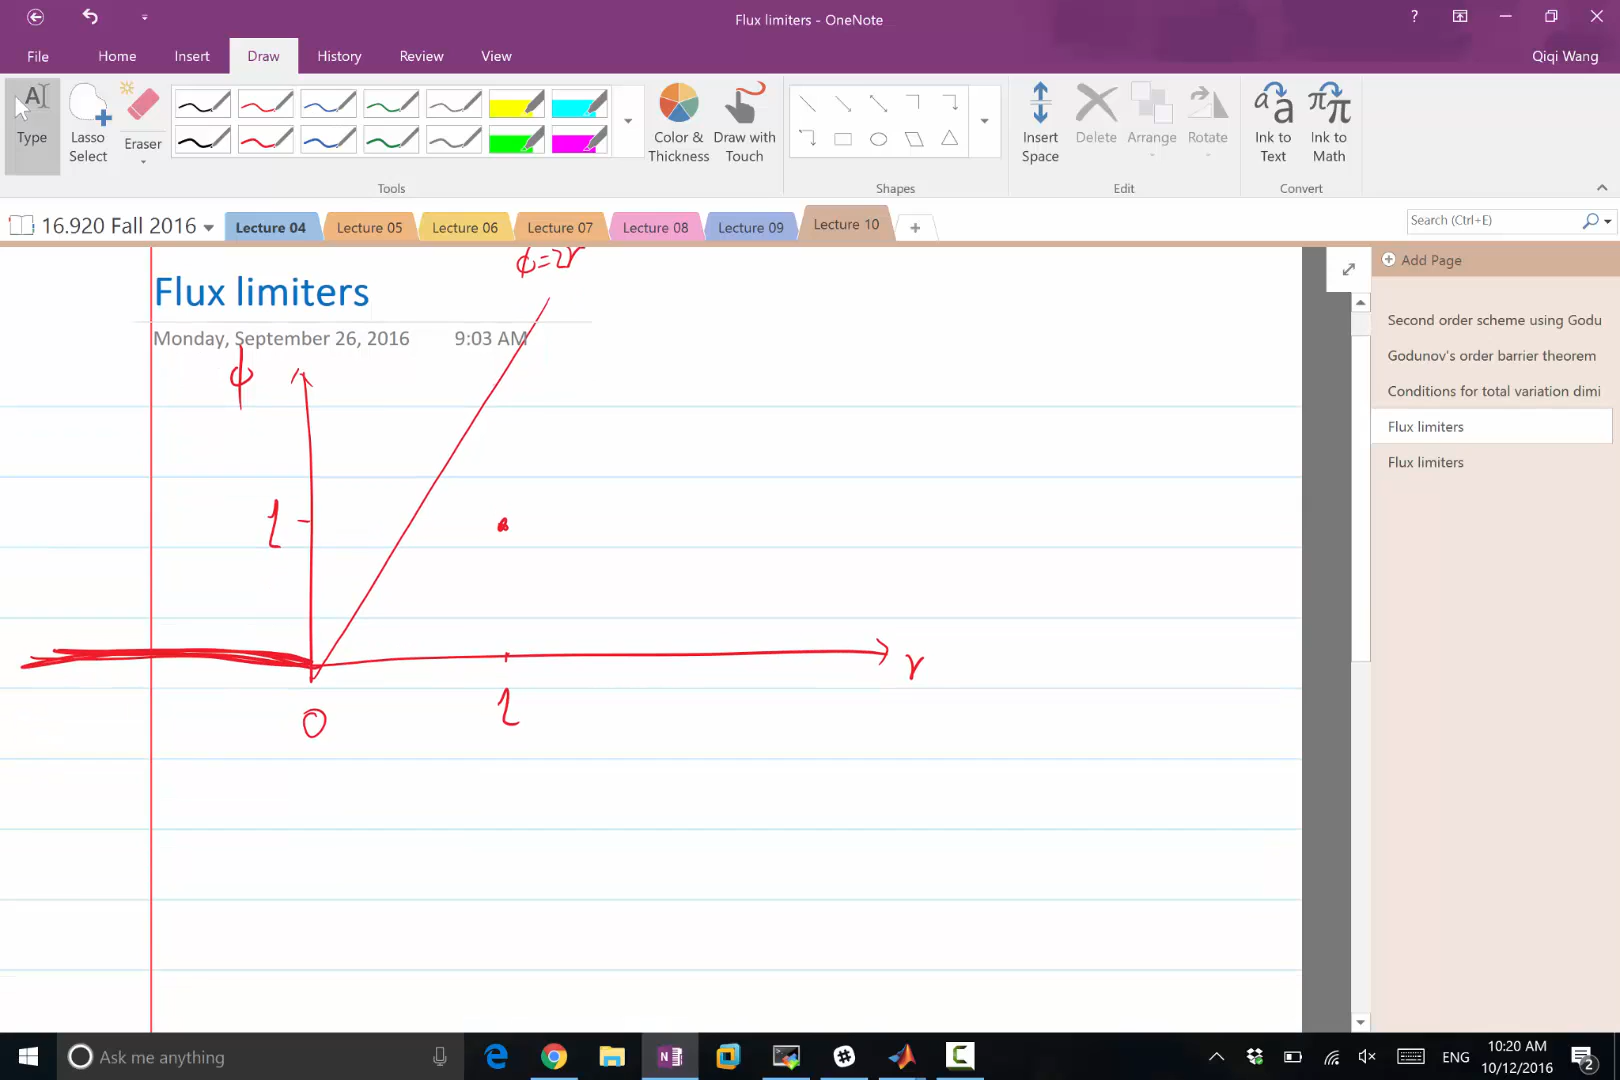 Flux limiters - OneNote
?
File
Home
Insert
Draw
History
Review
View
Qiqi Wang
Type
Lasso Select
Eraser
Color & Thickness
Draw with Touch
Insert Space
Delete
Arrange
Rotate
Ink to Text
Ink to Math
Tools
Shapes
Edit
Convert
16.920 Fall 2016
Lecture 04
Lecture 05
Lecture 06
Lecture 07
Lecture 08
Lecture 09
Lecture 10
Search (Ctrl+E)
Add Page
Second order scheme using Godu
Godunov's order barrier theorem
Conditions for total variation dimi
Flux limiters
Flux limiters
ϕ=2r
Flux limiters
Monday, September 26, 2016 9:03 AM
ϕ
1
r
0
1
Ask me anything
ENG
10:20 AM
10/12/2016
2